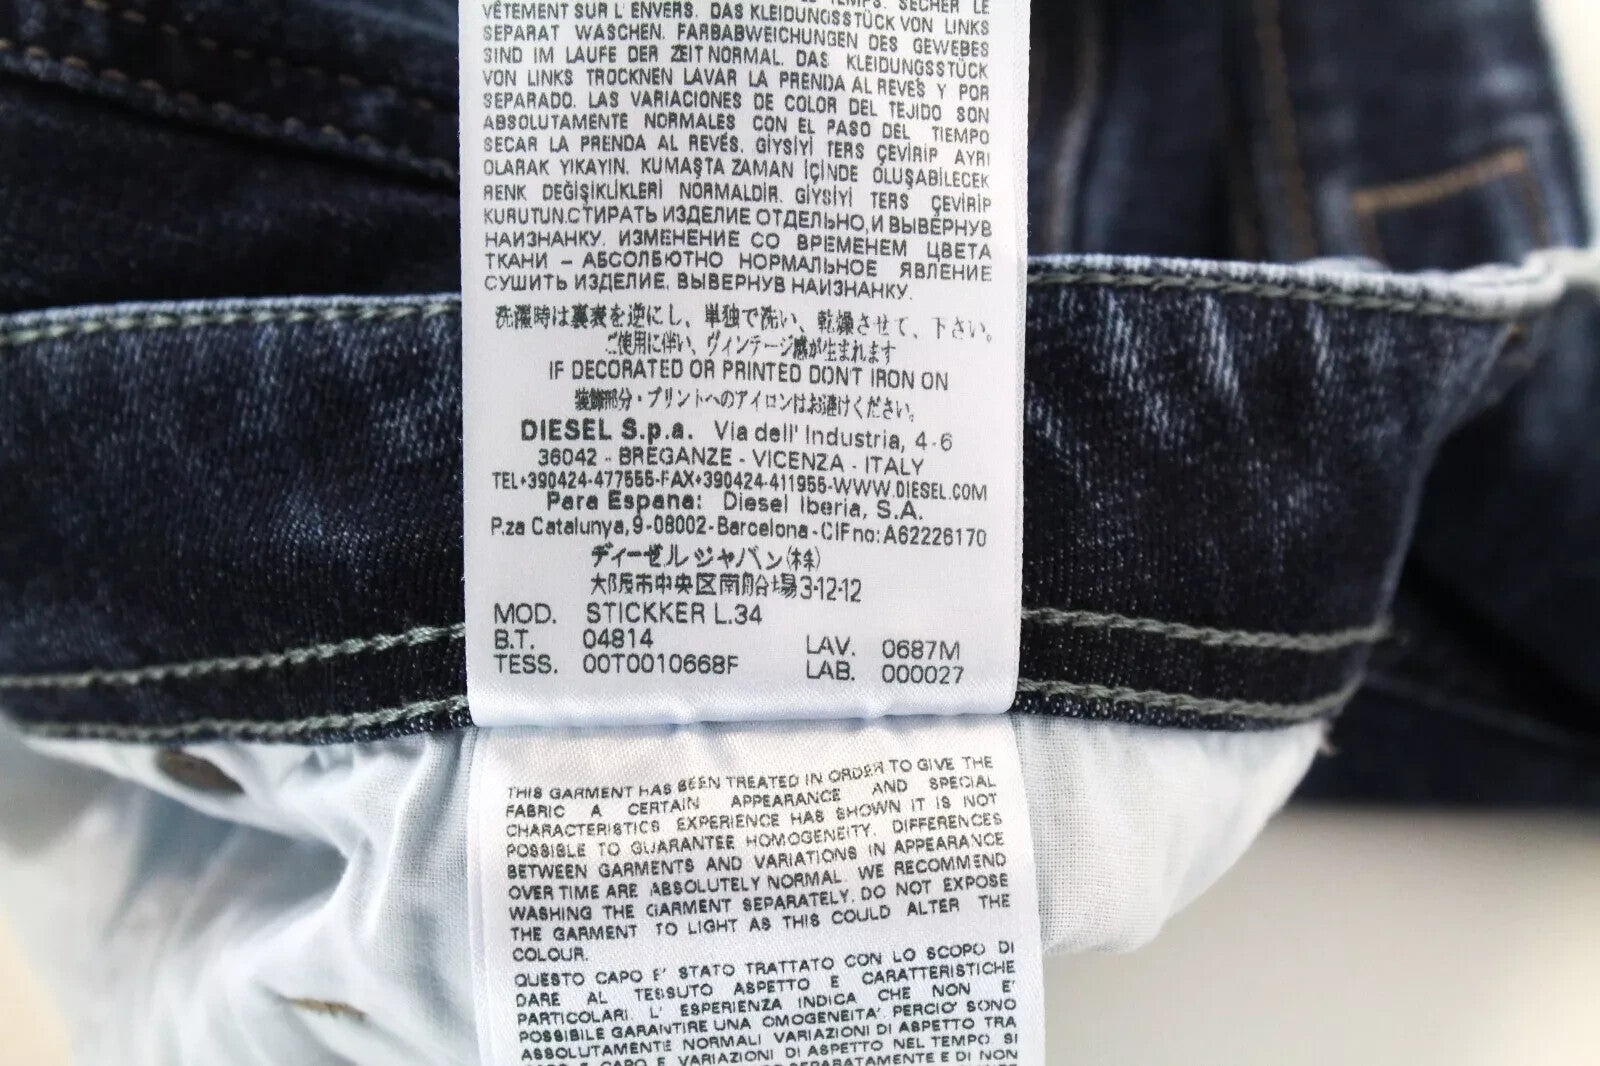 TEMPS. SECHER LE
VÊTEMENT SUR L'ENVERS. DAS KLEIDUNGSSTÜCK VON LINKS
SEPARAT WASCHEN. FARBABWEICHUNGEN DES GEWEBES
SIND IM LAUFE DER ZEIT NORMAL. DAS KLEIDUNGSSTÜCK
VON LINKS TROCKNEN LAVAR LA PRENDA AL REVÉS Y POR
SEPARADO. LAS VARIACIONES DE COLOR DEL TEJIDO SON
ABSOLUTAMENTE NORMALES CON EL PASO DEL TIEMPO
SECAR LA PRENDA AL REVÉS. GİYSİYİ TERS ÇEVİRİP AYRI
OLARAK YIKAYIN. KUMAŞTA ZAMAN İÇİNDE OLUŞABİLECEK
RENK DEĞİŞİKLİKLERİ NORMALDİR. GİYSİYİ TERS ÇEVİRİP
KURUTUN.СТИРАТЬ ИЗДЕЛИЕ ОТДЕЛЬНО,И ВЫВЕРНУВ
НАИЗНАНКУ. ИЗМЕНЕНИЕ СО ВРЕМЕНЕМ ЦВЕТА
ТКАНИ – АБСОЛБЮТНО НОРМАЛЬНОЕ ЯВЛЕНИЕ
СУШИТЬ ИЗДЕЛИЕ, ВЫВЕРНУВ НАИЗНАНКУ.
洗濯時は裏表を逆にし、単独で洗い、乾燥させて、下さい。
ご使用に伴い、ヴィンテージ感が生まれます
IF DECORATED OR PRINTED DON'T IRON ON
装飾部分・プリントへのアイロンはお避けください。
DIESEL S.p.a. Via dell' Industria, 4-6
36042 - BREGANZE - VICENZA - ITALY
TEL+390424-477555-FAX+390424-411955-WWW.DIESEL.COM
Para Espana: Diesel Iberia, S.A.
P.za Catalunya, 9-08002-Barcelona-CIF no: A62226170
ディーゼルジャパン(株)
大阪市中央区南船場3-12-12
MOD. STICKKER L.34
B.T. 04814 LAV. 0687M
TESS. 00T0010668F LAB. 000027
THIS GARMENT HAS BEEN TREATED IN ORDER TO GIVE THE
FABRIC A CERTAIN APPEARANCE AND SPECIAL
CHARACTERISTICS EXPERIENCE HAS SHOWN IT IS NOT
POSSIBLE TO GUARANTEE HOMOGENEITY. DIFFERENCES
BETWEEN GARMENTS AND VARIATIONS IN APPEARANCE
OVER TIME ARE ABSOLUTELY NORMAL. WE RECOMMEND
WASHING THE GARMENT SEPARATELY. DO NOT EXPOSE
THE GARMENT TO LIGHT AS THIS COULD ALTER THE
COLOUR.
QUESTO CAPO E' STATO TRATTATO CON LO SCOPO DI
DARE AL TESSUTO ASPETTO E CARATTERISTICHE
PARTICOLARI. L' ESPERIENZA INDICA CHE NON E'
POSSIBILE GARANTIRE UNA OMOGENEITA' PERCIO' SONO
ASSOLUTAMENTE NORMALI VARIAZIONI DI ASPETTO TRA
CAPO E CAPO E VARIAZIONI DI ASPETTO NEL TEMPO. SI
SEPARATAMENTE E DI NON